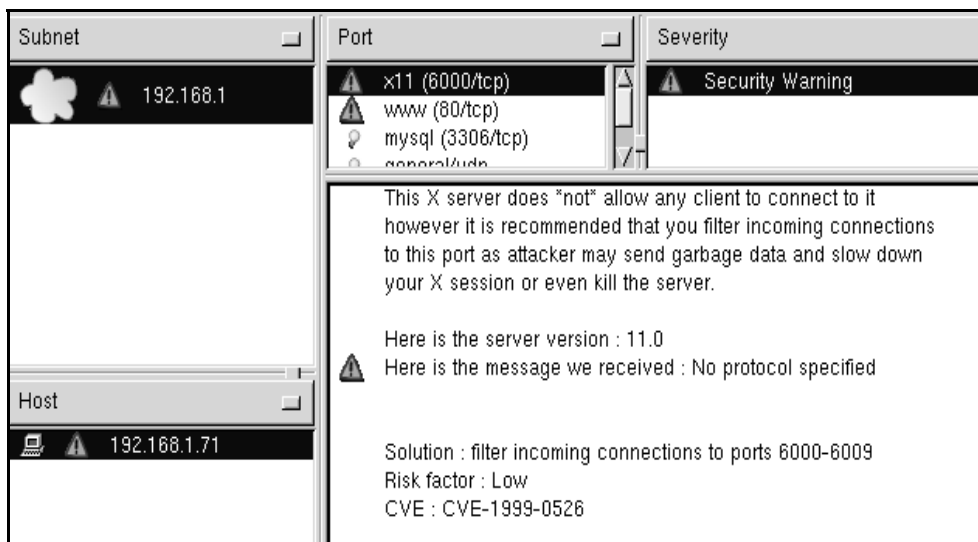 Subnet
192.168.1
Host
192.168.1.71
Port
x11 (6000/tcp)
www (80/tcp)
mysql (3306/tcp)
general/udp
Severity
Security Warning
This X server does *not* allow any client to connect to it
however it is recommended that you filter incoming connections
to this port as attacker may send garbage data and slow down
your X session or even kill the server.
Here is the server version : 11.0
Here is the message we received : No protocol specified
Solution : filter incoming connections to ports 6000-6009
Risk factor : Low
CVE : CVE-1999-0526